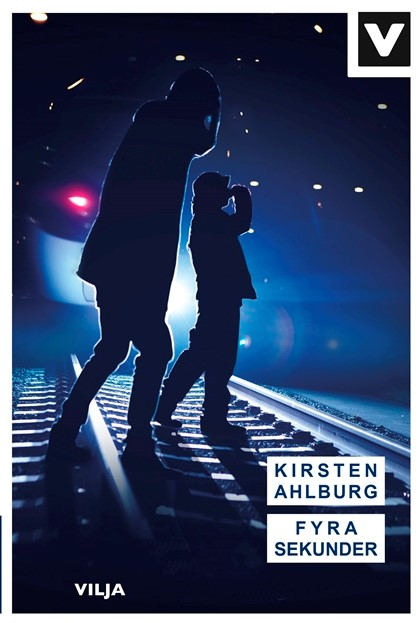 V
KIRSTEN
AHLBURG
FYRA
SEKUNDER
VILJA